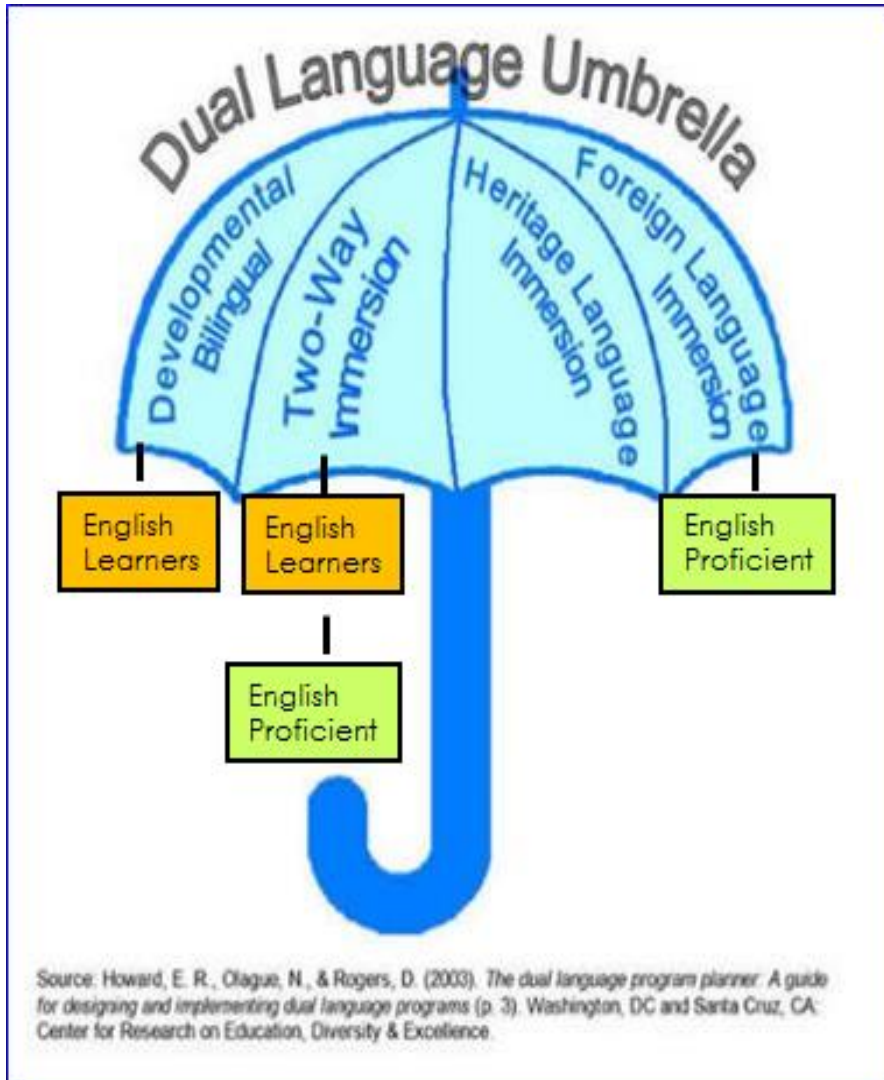 Dual Language Umbrella
Developmental
Bilingual
Two-Way
Immersion
Heritage Language
Immersion
Foreign Language
Immersion
English
Learners
English
Learners
English
Proficient
English
Proficient
Source: Howard, E. R., Olague, N., & Rogers, D. (2003). The dual language program planner: A guide
for designing and implementing dual language programs (p. 3). Washington, DC and Santa Cruz, CA:
Center for Research on Education, Diversity & Excellence.